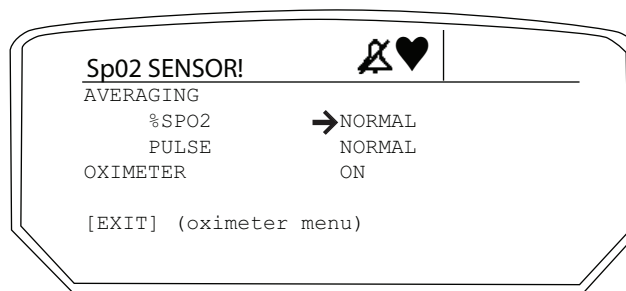 Sp02 SENSOR!
AVERAGING
%SPO2 NORMAL
PULSE NORMAL
OXIMETER ON
[EXIT] (oximeter menu)